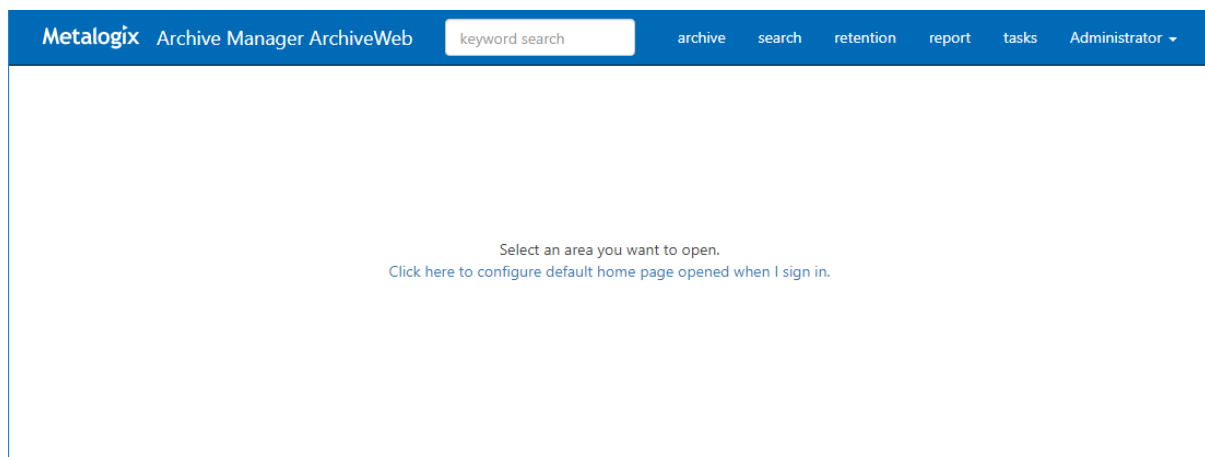 Metalogix Archive Manager ArchiveWeb keyword search archive search retention report tasks Administrator
Select an area you want to open.
Click here to configure default home page opened when I sign in.